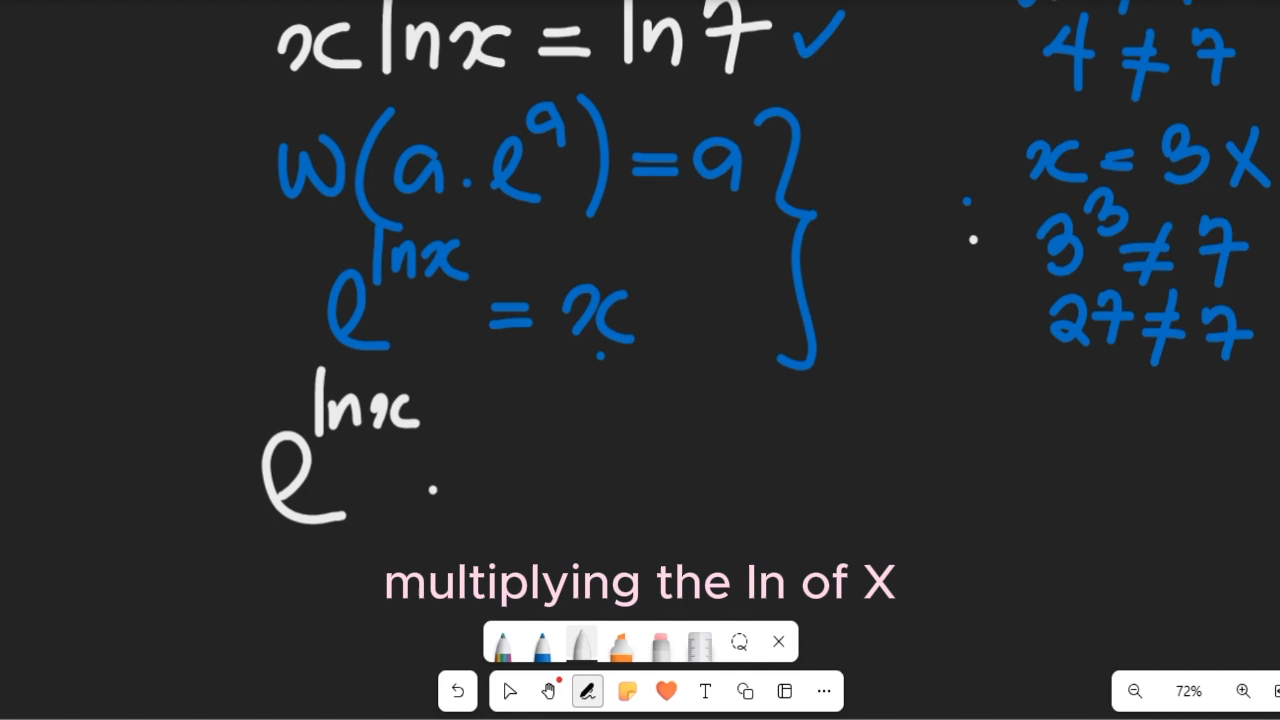 x ln x = ln 7 ✓
w(a.e^a) = a
e^ln x = x
e^ln x .
4 ≠ 7
x = 3 X
3^3 ≠ 7
27 ≠ 7
multiplying the ln of X
T
72%